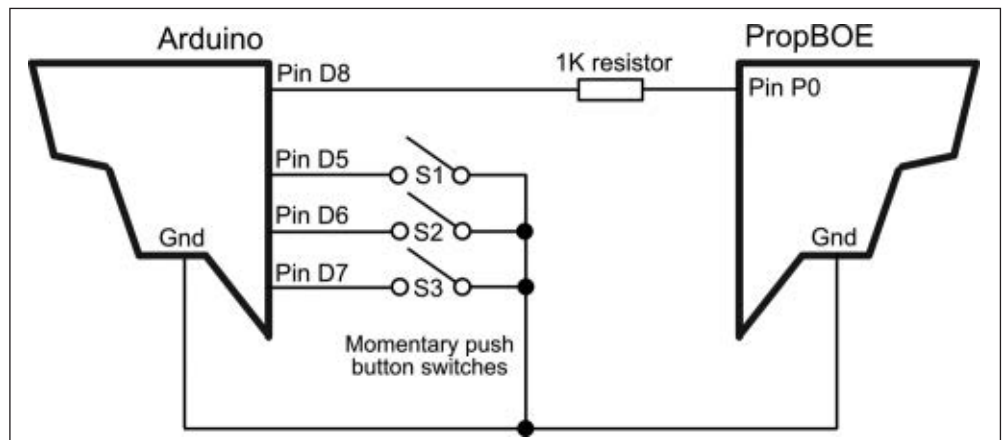 Arduino
PropBOE
Pin D8
1K resistor
Pin P0
Pin D5
S1
Pin D6
S2
Gnd
Gnd
Pin D7
S3
Momentary push
button switches